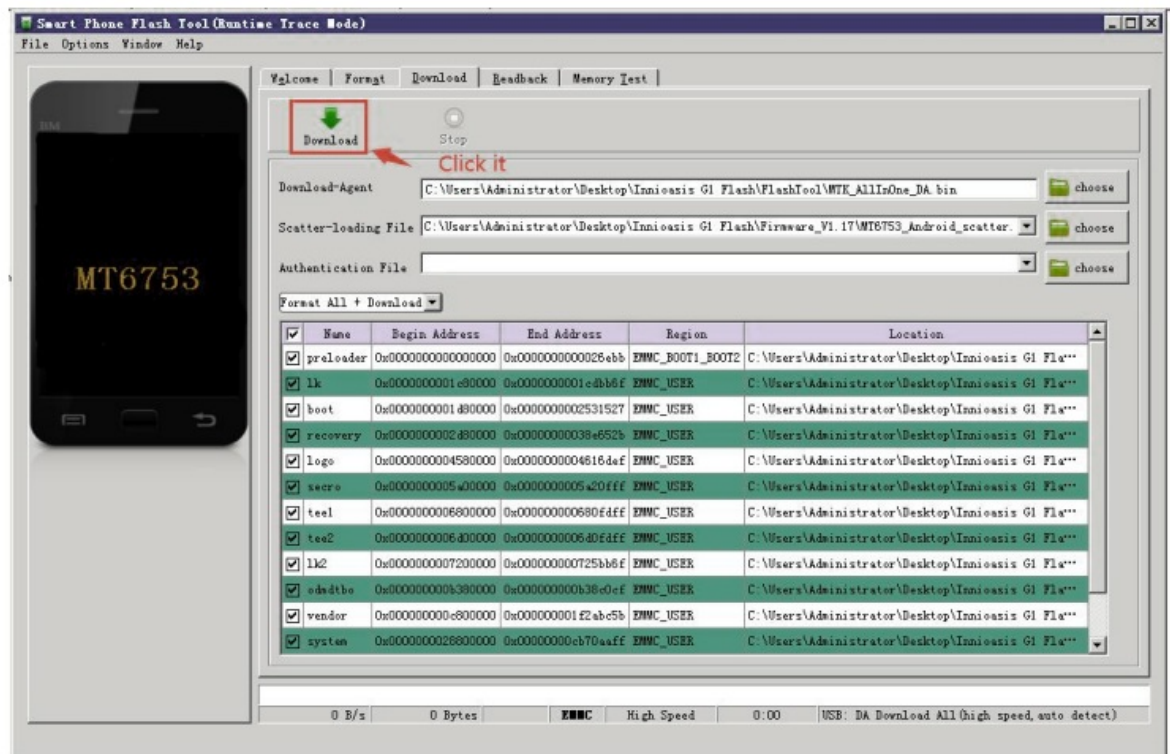 Smart Phone Flash Tool(Runtime Trace Mode)
File Options Window Help
Welcome Format Download Readback Memory Test
BM
Download Stop
Click it
Download-Agent C:\Users\Administrator\Desktop\Innioasis G1 Flash\FlashTool\MTK_AllInOne_DA.bin choose
Scatter-loading File C:\Users\Administrator\Desktop\Innioasis G1 Flash\Firmware_V1.17\MT6753_Android_scatter. choose
Authentication File choose
MT6753
Format All + Download
Name Begin Address End Address Region Location
preloader 0x0000000000000000 0x0000000000026ebb EMMC_BOOT1_BOOT2 C:\Users\Administrator\Desktop\Innioasis G1 Fla...
lk 0x0000000001c80000 0x0000000001cdbb6f EMMC_USER C:\Users\Administrator\Desktop\Innioasis G1 Fla...
boot 0x0000000001d80000 0x0000000002531527 EMMC_USER C:\Users\Administrator\Desktop\Innioasis G1 Fla...
recovery 0x0000000002d80000 0x00000000038e652b EMMC_USER C:\Users\Administrator\Desktop\Innioasis G1 Fla...
logo 0x0000000004580000 0x0000000004616def EMMC_USER C:\Users\Administrator\Desktop\Innioasis G1 Fla...
secro 0x0000000005a00000 0x0000000005a20fff EMMC_USER C:\Users\Administrator\Desktop\Innioasis G1 Fla...
tee1 0x0000000006800000 0x000000000680fdff EMMC_USER C:\Users\Administrator\Desktop\Innioasis G1 Fla...
tee2 0x0000000006d00000 0x0000000006d0fdff EMMC_USER C:\Users\Administrator\Desktop\Innioasis G1 Fla...
lk2 0x0000000007200000 0x000000000725bb6f EMMC_USER C:\Users\Administrator\Desktop\Innioasis G1 Fla...
odmdtbo 0x000000000b380000 0x000000000b38c0ef EMMC_USER C:\Users\Administrator\Desktop\Innioasis G1 Fla...
vendor 0x000000000c800000 0x000000001f2abc5b EMMC_USER C:\Users\Administrator\Desktop\Innioasis G1 Fla...
system 0x0000000028800000 0x00000000cb70aaff EMMC_USER C:\Users\Administrator\Desktop\Innioasis G1 Fla...
0 B/s 0 Bytes EMMC High Speed 0:00 USB: DA Download All(high speed,auto detect)